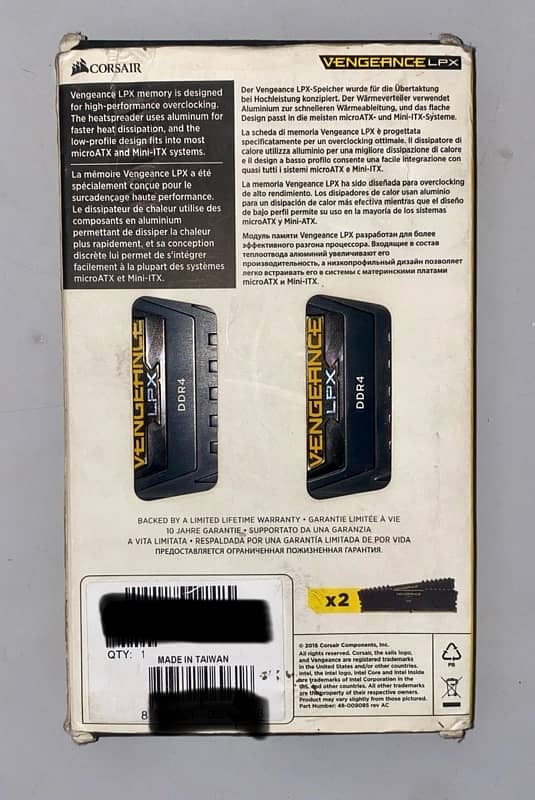 CORSAIR
VENGEANCE LPX
Vengeance LPX memory is designed
for high-performance overclocking.
The heatspreader uses aluminum for
faster heat dissipation, and the
low-profile design fits into most
microATX and Mini-ITX systems.
La mémoire Vengeance LPX a été
spécialement conçue pour le
surcadençage haute performance.
Le dissipateur de chaleur utilise des
composants en aluminium
permettant de dissiper la chaleur
plus rapidement, et sa conception
discrète lui permet de s'intégrer
facilement à la plupart des systèmes
microATX et Mini-ITX.
Der Vengeance LPX-Speicher wurde für die Übertaktung
bei Hochleistung konzipiert. Der Wärmeverteiler verwendet
Aluminium zur schnelleren Wärmeableitung, und das flache
Design passt in die meisten microATX- und Mini-ITX-Systeme.
La scheda di memoria Vengeance LPX è progettata
specificatamente per un overclocking ottimale. Il dissipatore di
calore utilizza alluminio per una migliore dissipazione di calore
e il design a basso profilo consente una facile integrazione con
quasi tutti i sistemi microATX e Mini-ITX.
La memoria Vengeance LPX ha sido diseñada para overclocking
de alto rendimiento. Los disipadores de calor usan aluminio
para un disipación de calor más efectiva mientras que el diseño
de bajo perfil permite su uso en la mayoría de los sistemas
microATX y Mini-ATX.
Модуль памяти Vengeance LPX разработан для более
эффективного разгона процессора. Входящие в состав
теплоотвода алюминий увеличивают его
производительность, а низкопрофильный дизайн позволяет
легко встраивать его в системы с материнскими платами
microATX и Mini-ITX.
VENGEANCE
LPX
DDR4
VENGEANCE
LPX
DDR4
BACKED BY A LIMITED LIFETIME WARRANTY • GARANTIE LIMITÉE À VIE
10 JAHRE GARANTIE • SUPPORTATO DA UNA GARANZIA
A VITA LIMITATA • RESPALDADA POR UNA GARANTÍA LIMITADA DE POR VIDA
ПРЕДОСТАВЛЯЕТСЯ ОГРАНИЧЕННАЯ ПОЖИЗНЕННАЯ ГАРАНТИЯ.
x2
QTY: 1
MADE IN TAIWAN
8
© 2018 Corsair Components, Inc.
All rights reserved. Corsair, the sails logo,
and Vengeance are registered trademarks
in the United States and/or other countries.
Intel, the Intel logo, Intel Core and Intel Inside
are trademarks of Intel Corporation in the
US, and other countries. All other trademarks
are the property of their respective owners.
Product may vary slightly from those pictured.
Part Number: 49-009085 rev AC
PB